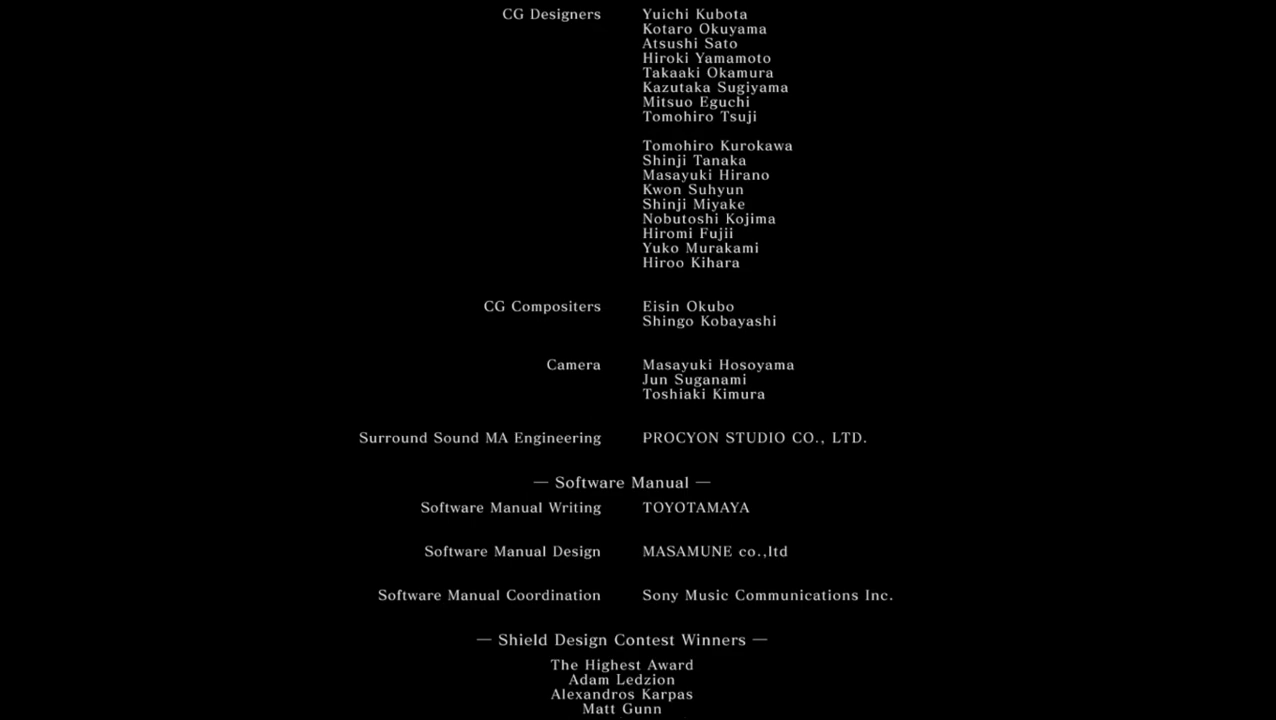 CG Designers Yuichi Kubota
Kotaro Okuyama
Atsushi Sato
Hiroki Yamamoto
Takaaki Okamura
Kazutaka Sugiyama
Mitsuo Eguchi
Tomohiro Tsuji
Tomohiro Kurokawa
Shinji Tanaka
Masayuki Hirano
Kwon Suhyun
Shinji Miyake
Nobutoshi Kojima
Hiromi Fujii
Yuko Murakami
Hiroo Kihara
CG Compositers Eisin Okubo
Shingo Kobayashi
Camera Masayuki Hosoyama
Jun Suganami
Toshiaki Kimura
Surround Sound MA Engineering PROCYON STUDIO CO., LTD.
— Software Manual —
Software Manual Writing TOYOTAMAYA
Software Manual Design MASAMUNE co.,ltd
Software Manual Coordination Sony Music Communications Inc.
— Shield Design Contest Winners —
The Highest Award
Adam Ledzion
Alexandros Karpas
Matt Gunn